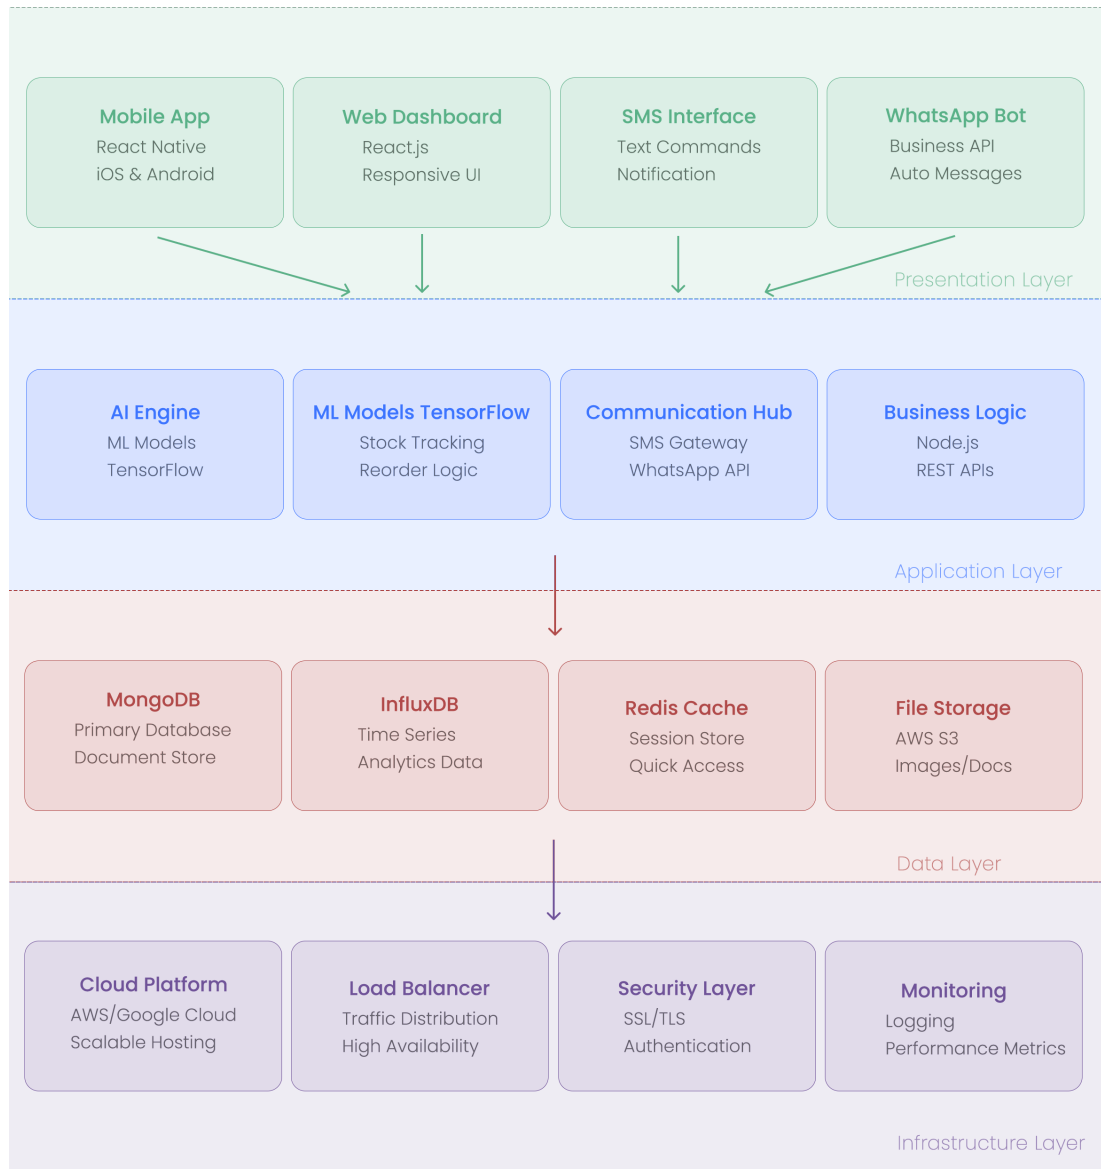 Mobile App
React Native
iOS & Android
Web Dashboard
React.js
Responsive UI
SMS Interface
Text Commands
Notification
WhatsApp Bot
Business API
Auto Messages
Presentation Layer
AI Engine
ML Models
TensorFlow
ML Models TensorFlow
Stock Tracking
Reorder Logic
Communication Hub
SMS Gateway
WhatsApp API
Business Logic
Node.js
REST APIs
Application Layer
MongoDB
Primary Database
Document Store
InfluxDB
Time Series
Analytics Data
Redis Cache
Session Store
Quick Access
File Storage
AWS S3
Images/Docs
Data Layer
Cloud Platform
AWS/Google Cloud
Scalable Hosting
Load Balancer
Traffic Distribution
High Availability
Security Layer
SSL/TLS
Authentication
Monitoring
Logging
Performance Metrics
Infrastructure Layer